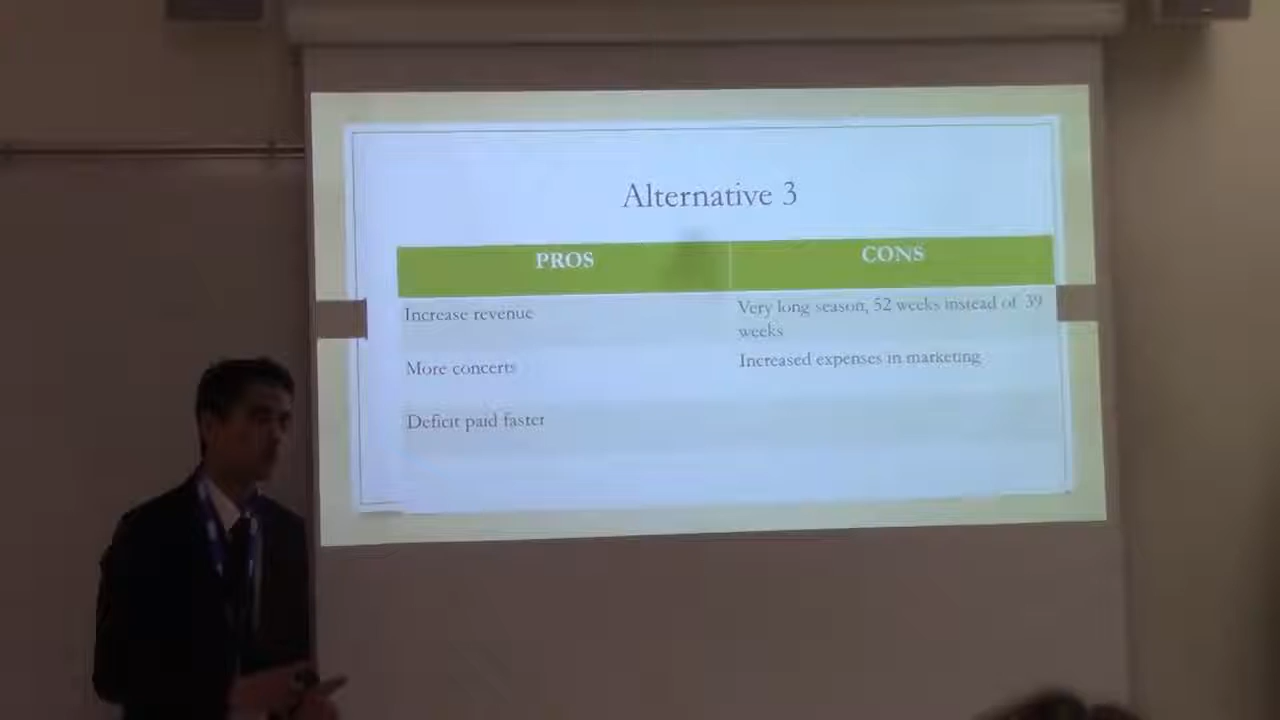 Alternative 3
PROS
CONS
Increase revenue
Very long season, 52 weeks instead of 39
weeks
More concerts
Increased expenses in marketing
Deficit paid faster